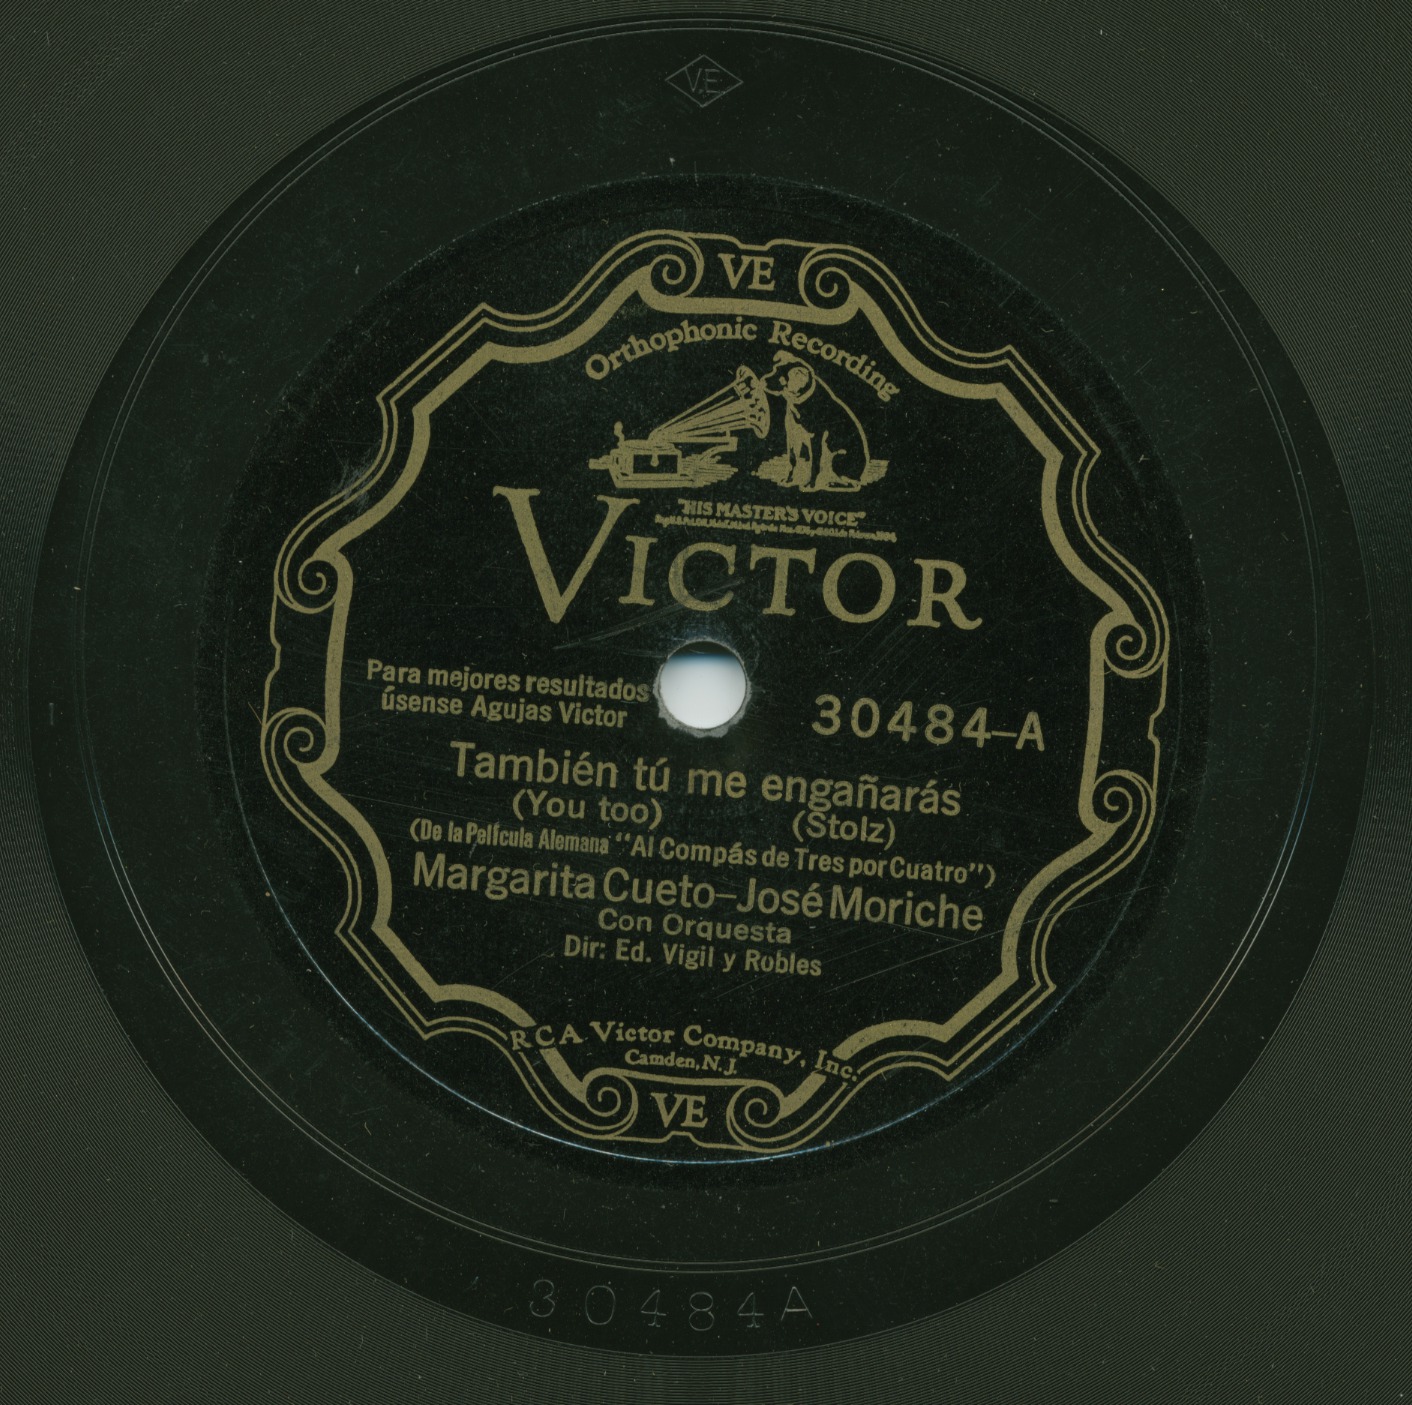 VE
VE
Orthophonic Recording
"HIS MASTER'S VOICE"
VICTOR
Para mejores resultados
úsense Agujas Victor
30484-A
También tú me engañarás
(You too) (Stolz)
(De la Película Alemana "Al Compás de Tres por Cuatro")
Margarita Cueto-José Moriche
Con Orquesta
Dir: Ed. Vigil y Robles
RCA Victor Company, Inc.
Camden, N. J.
VE
30484A